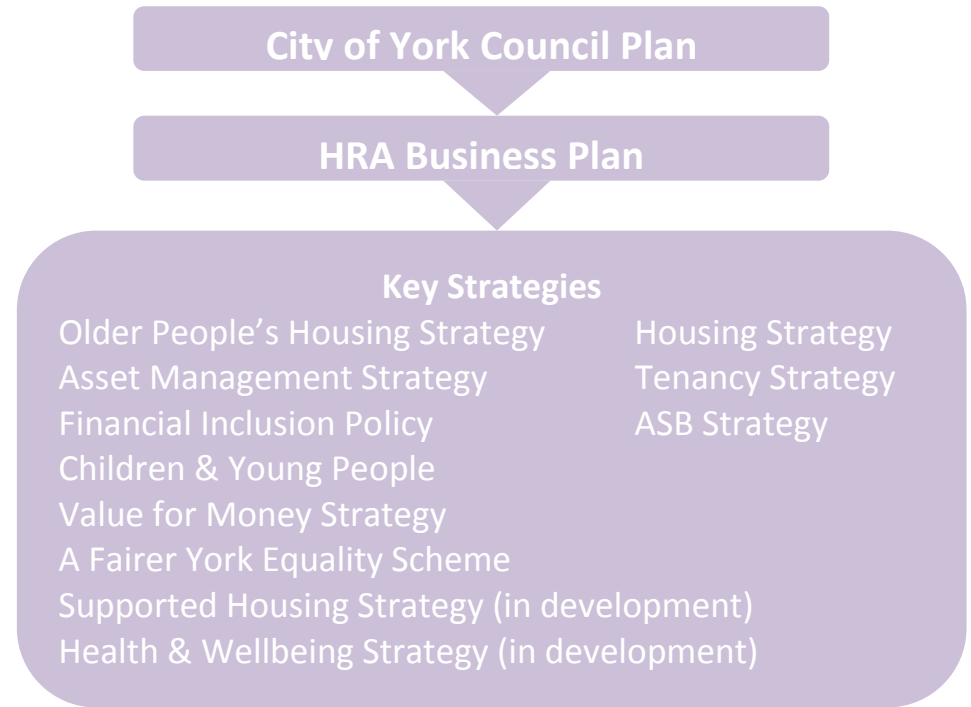 City of York Council Plan
HRA Business Plan
Key Strategies
Older People’s Housing Strategy Housing Strategy
Asset Management Strategy Tenancy Strategy
Financial Inclusion Policy ASB Strategy
Children & Young People
Value for Money Strategy
A Fairer York Equality Scheme
Supported Housing Strategy (in development)
Health & Wellbeing Strategy (in development)